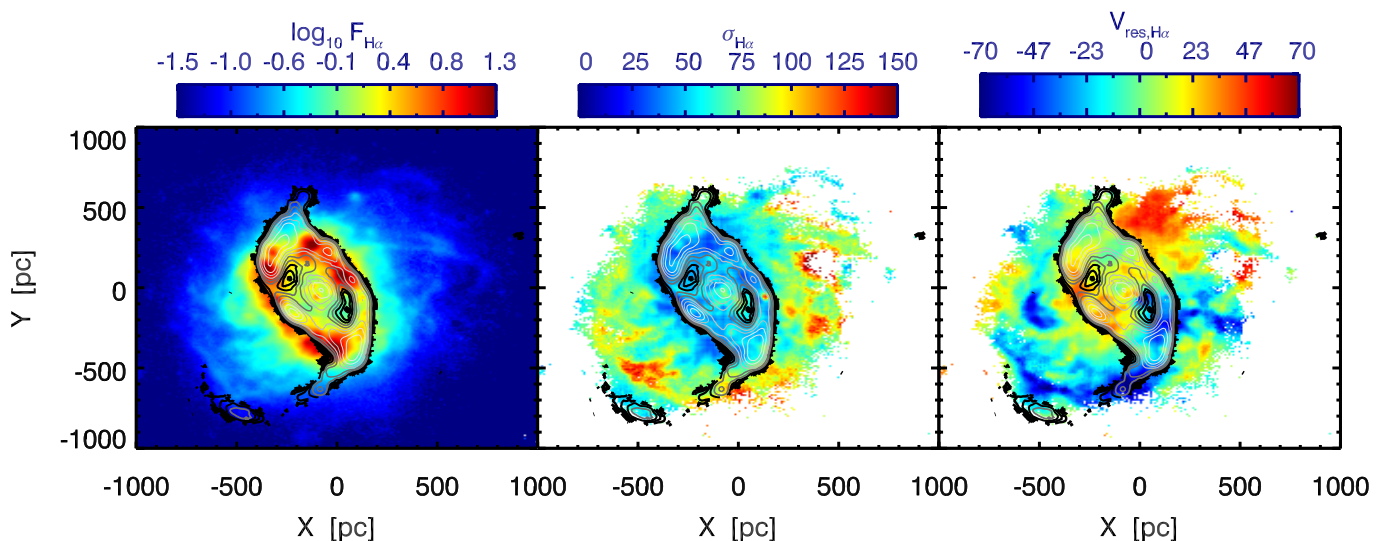 log₁₀ F_Hα
-1.5 -1.0 -0.6 -0.1 0.4 0.8 1.3
σ_Hα
0 25 50 75 100 125 150
V_res,Hα
-70 -47 -23 0 23 47 70
Y [pc]
1000
500
0
-500
-1000
-1000 -500 0 500 1000
X [pc]
-500 0 500 1000
X [pc]
-500 0 500 1000
X [pc]